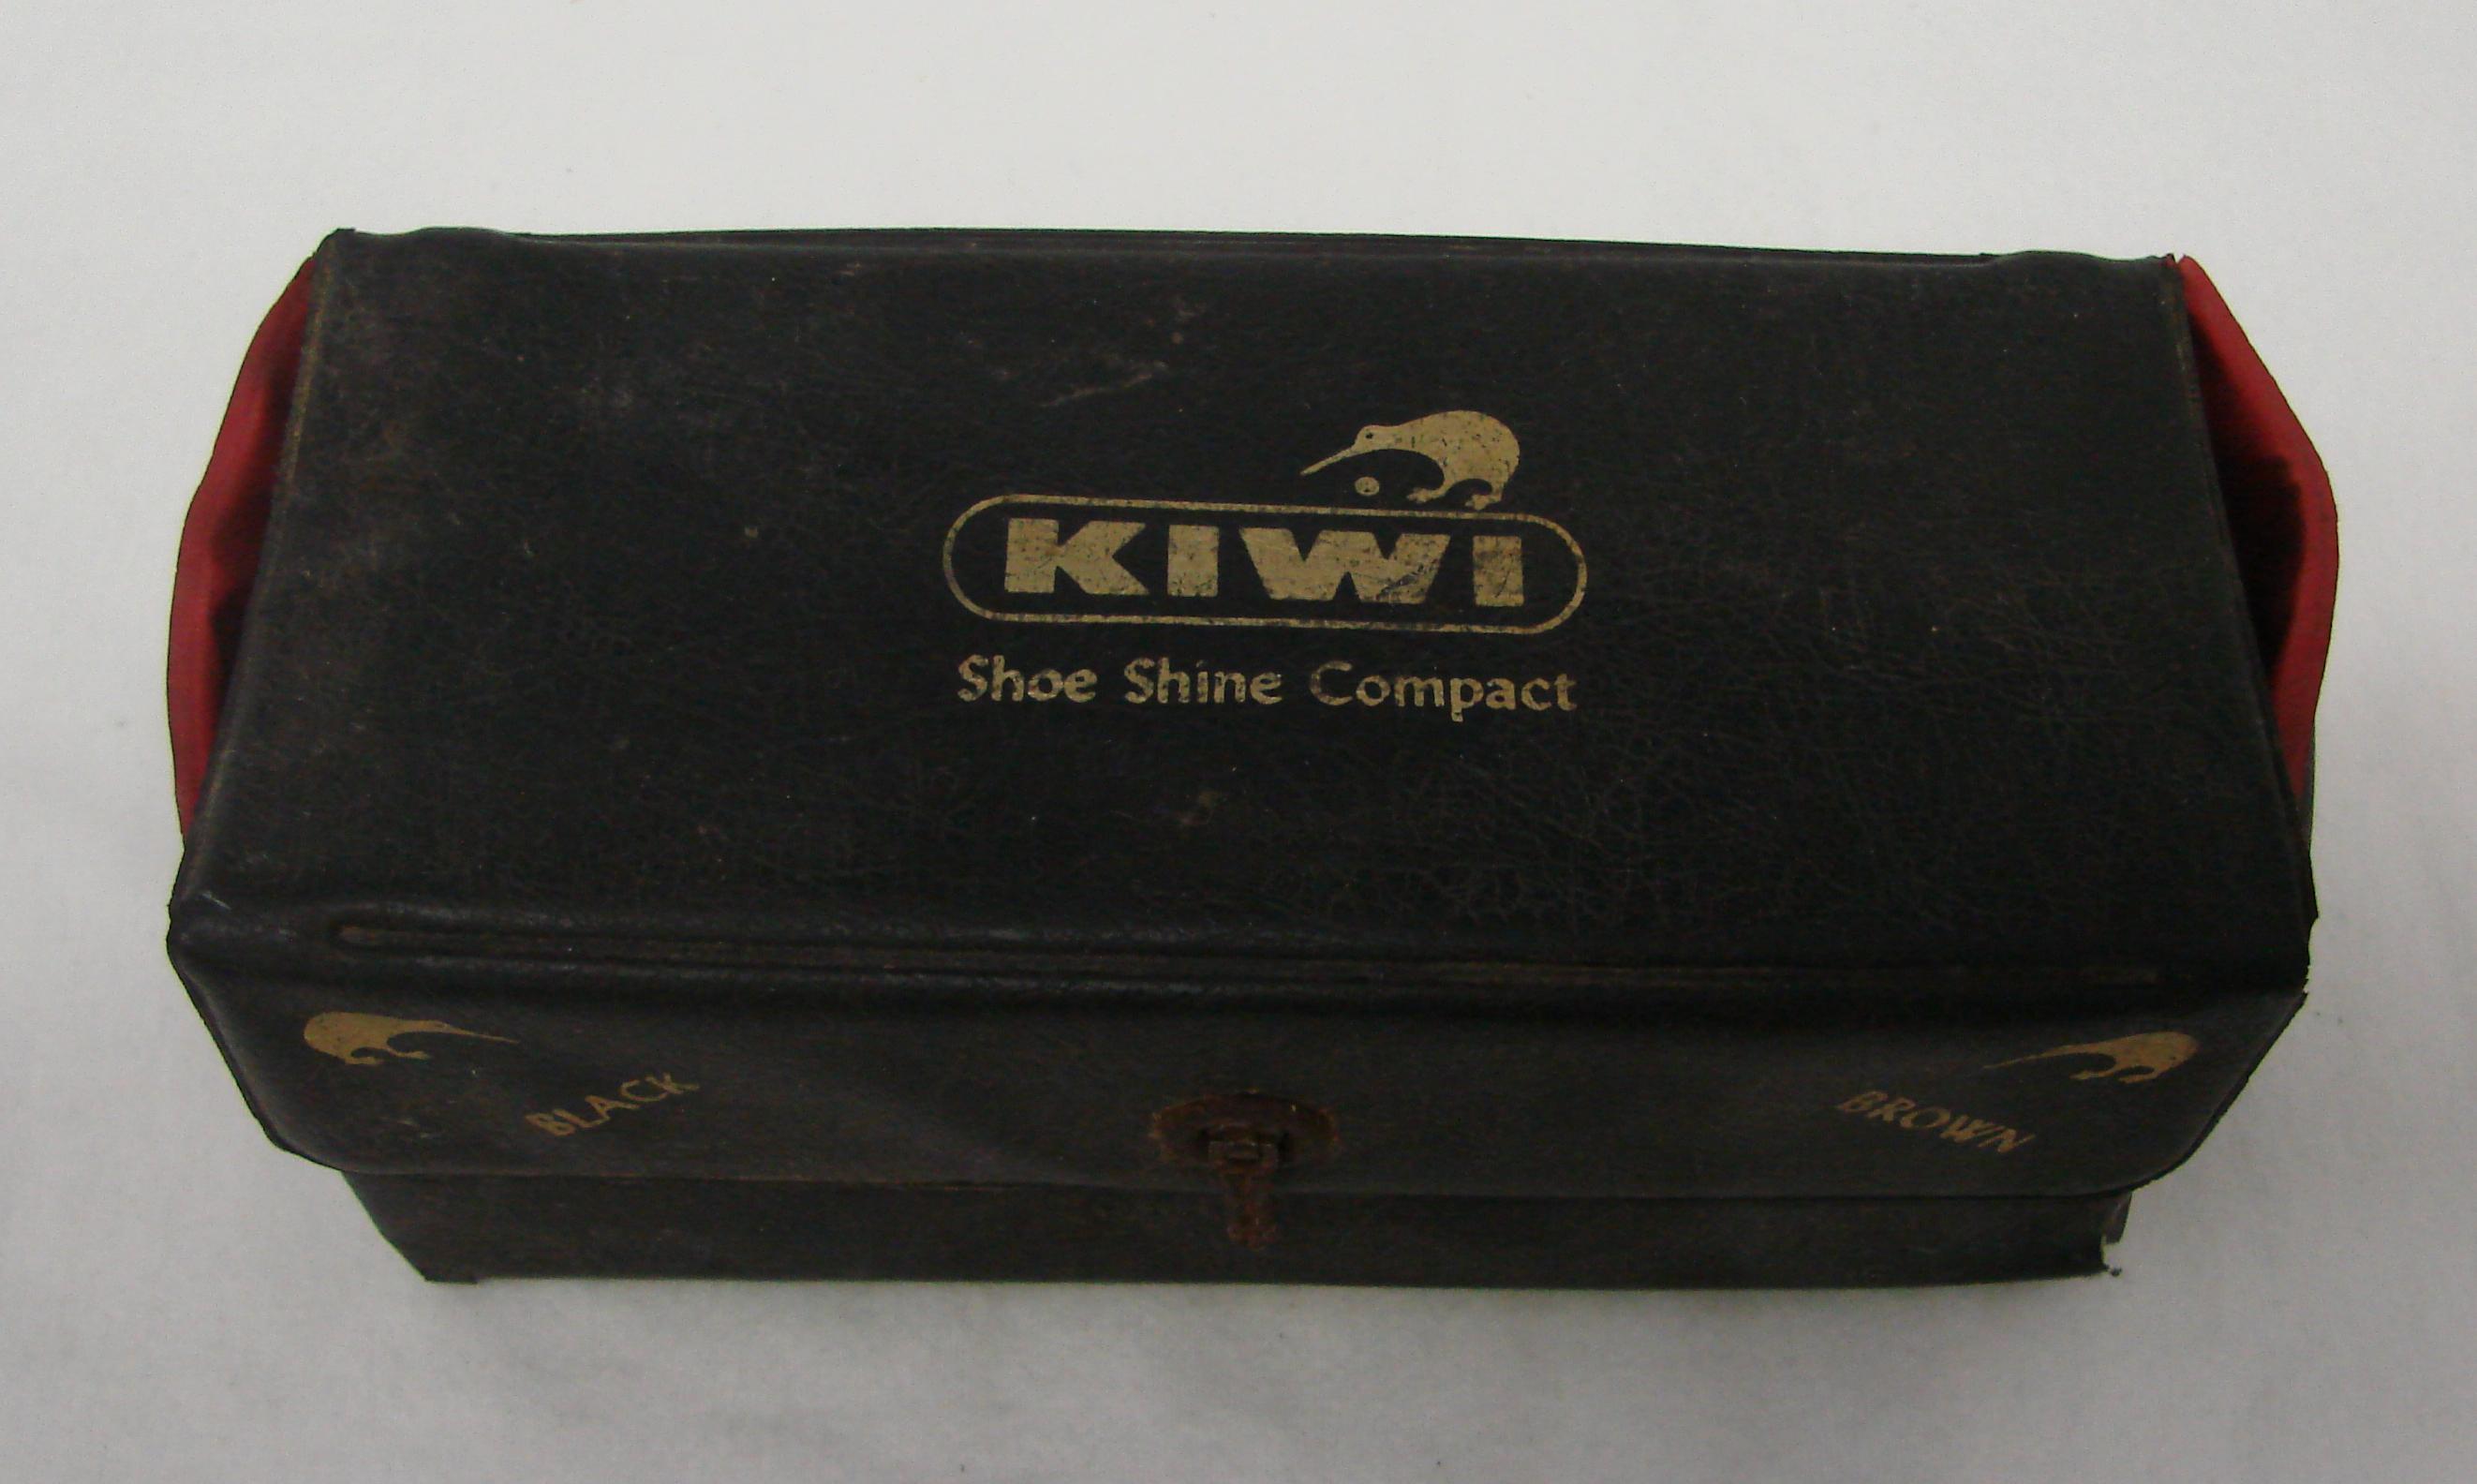 ®
KIWI
Shoe Shine Compact
BLACK
BROWN